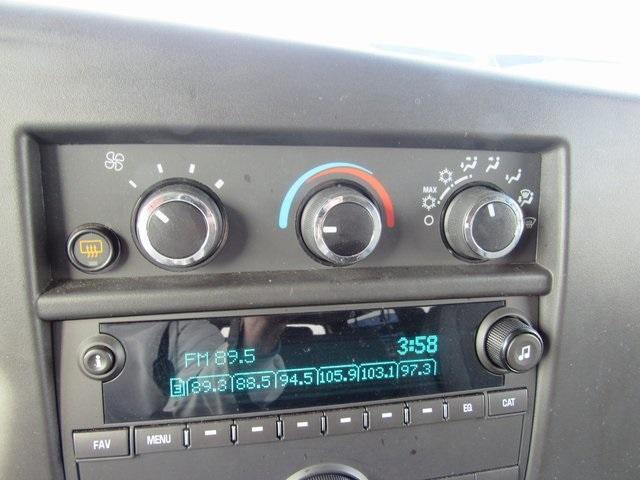 MAX
FM 89.5 3:58
3 89.3 88.5 94.5 105.9 103.1 97.3
i
FAV MENU EQ CAT